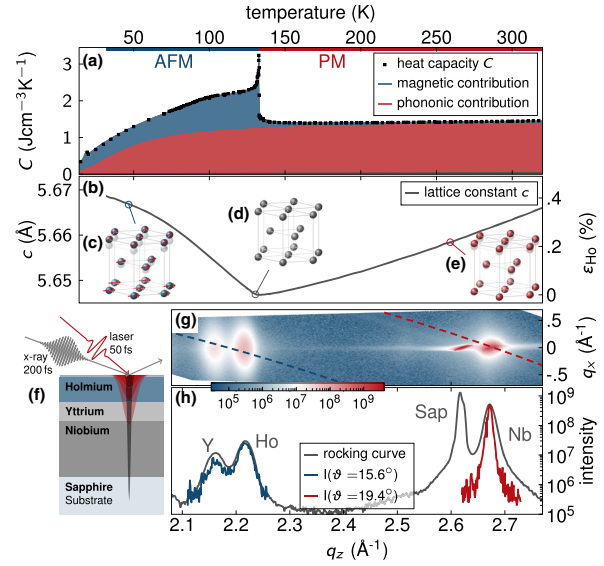 temperature (K)
50 100 150 200 250 300
AFM PM
(a)
C (Jcm⁻³K⁻¹)
3
2
1
0
heat capacity C
magnetic contribution
phononic contribution
(b)
lattice constant c
c (Å)
5.67
5.66
5.65
.4
.2
0
εHo (%)
(c)
(d)
(e)
laser
50 fs
x-ray
200 fs
(f)
Holmium
Yttrium
Niobium
Sapphire
Substrate
(g)
.5
0
-.5
qx (Å⁻¹)
10⁵ 10⁶ 10⁷ 10⁸ 10⁹
(h)
Y
Ho
Sap
Nb
rocking curve
I(ϑ =15.6°)
I(ϑ =19.4°)
10⁹
10⁸
10⁷
10⁶
10⁵
intensity
2.1 2.2 2.3 2.4 2.5 2.6 2.7
qz (Å⁻¹)